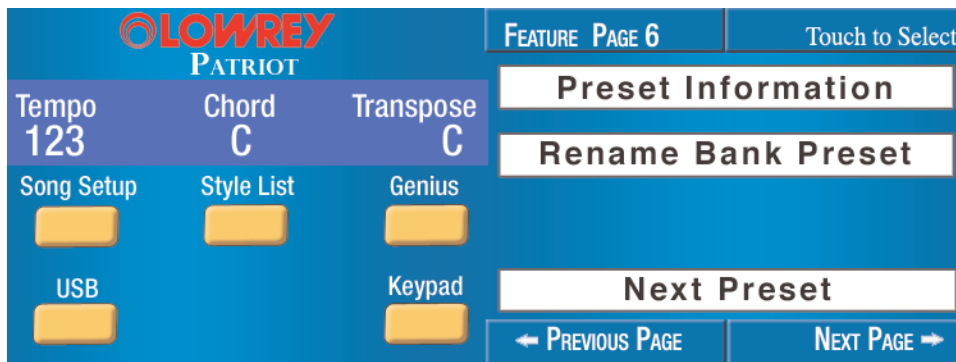 LOWREY
PATRIOT
Tempo Chord Transpose
123 C C
Song Setup Style List Genius
USB Keypad
FEATURE PAGE 6 Touch to Select
Preset Information
Rename Bank Preset
Next Preset
PREVIOUS PAGE NEXT PAGE